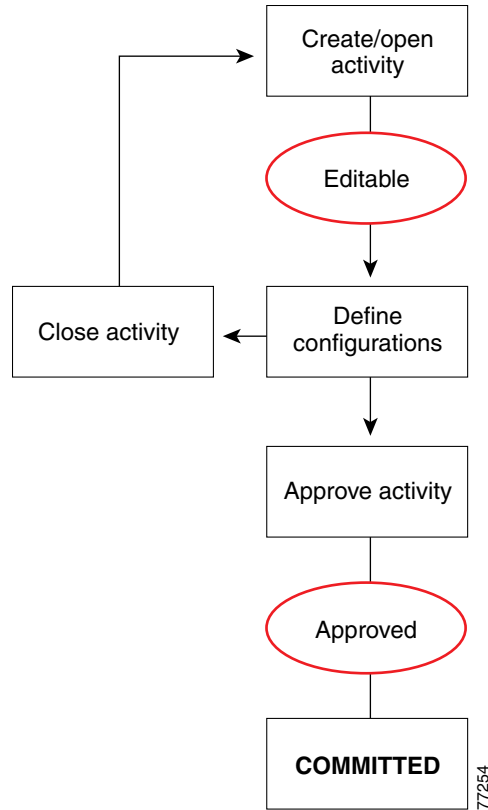 Create/open
activity
Editable
Close activity
Define
configurations
Approve activity
Approved
COMMITTED
77254